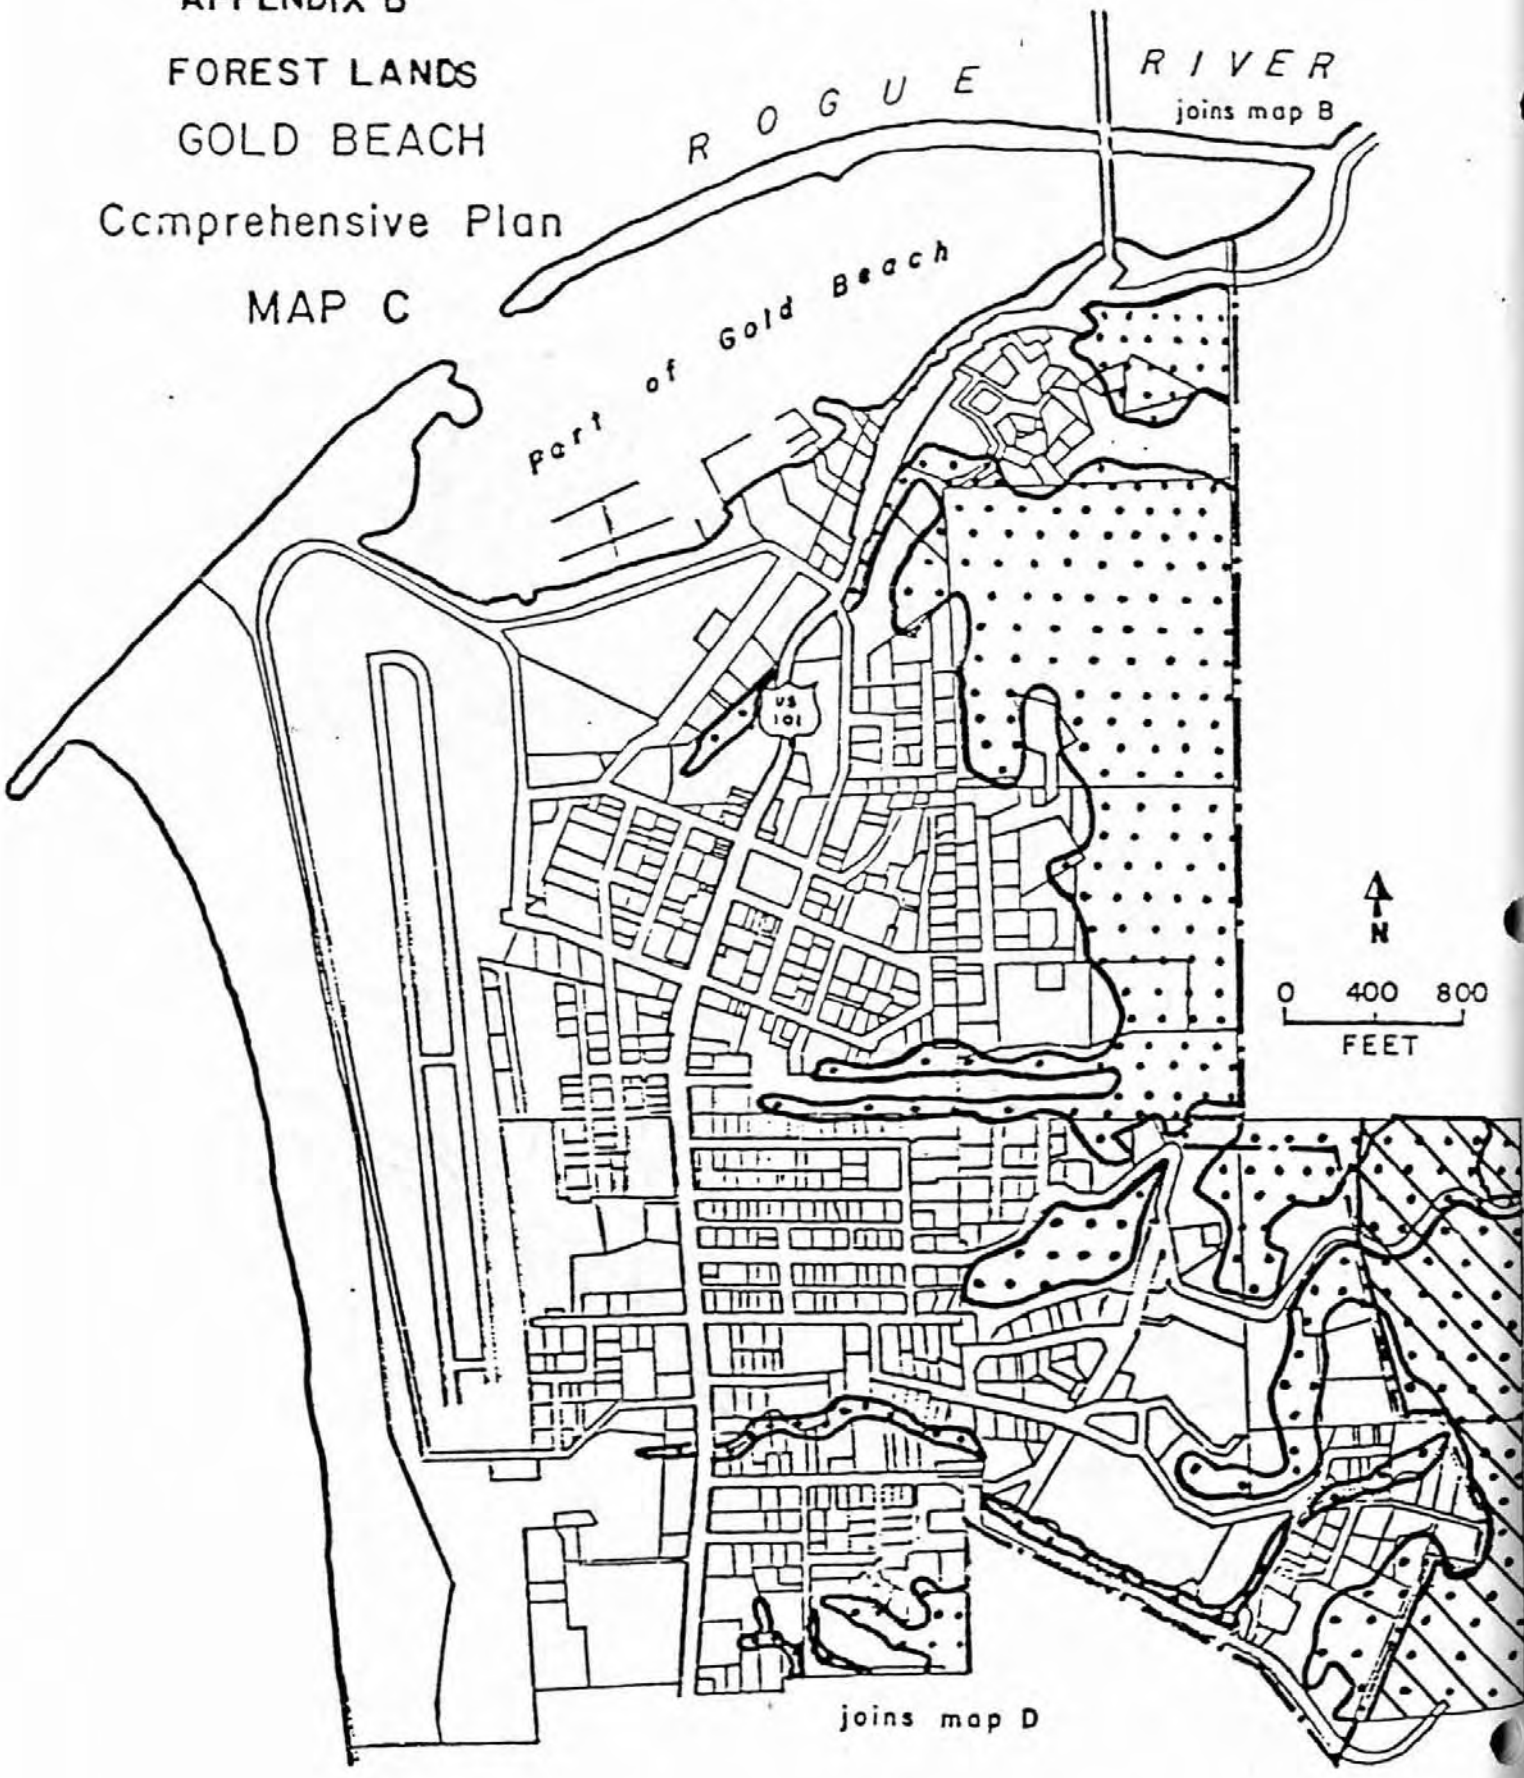 APPENDIX B
FOREST LANDS
GOLD BEACH
Comprehensive Plan
MAP C
ROGUE RIVER
joins map B
Port of Gold Beach
US
101
N
0 400 800
FEET
joins map D